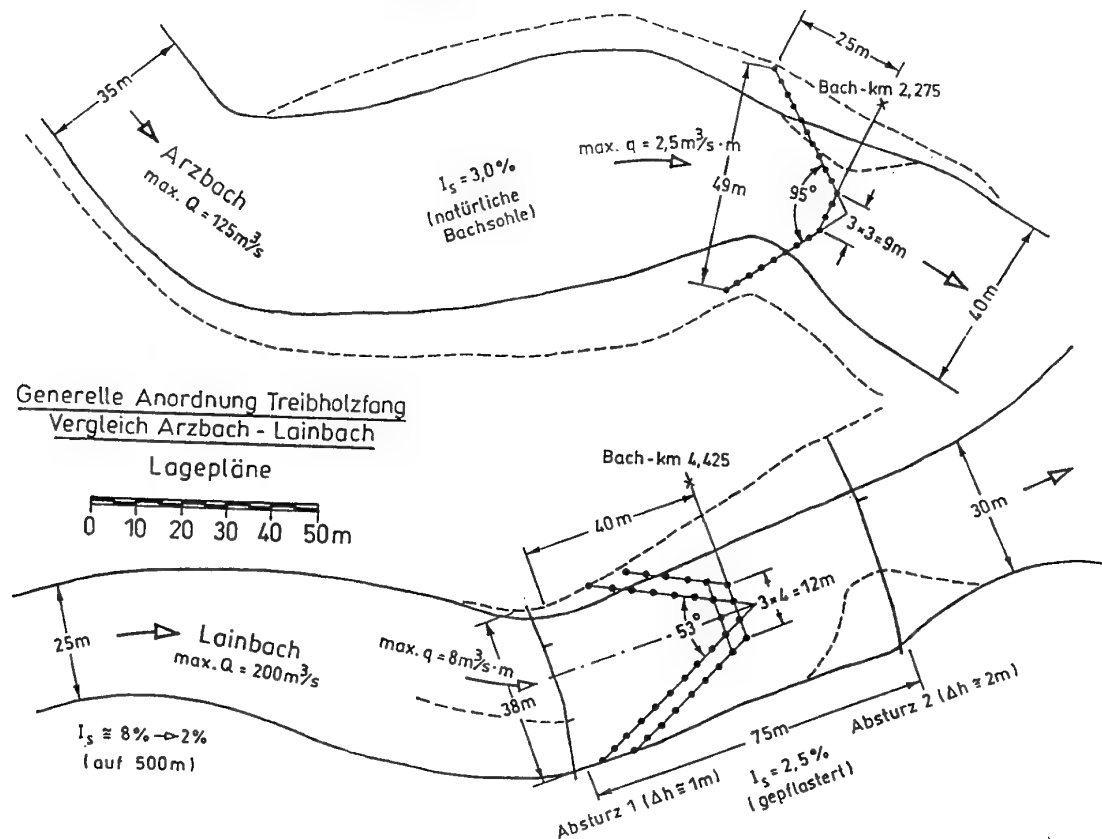 35m
Arzbach
max. Q = 125m³/s
I_s = 3,0%
(natürliche
Bachsohle)
max. q = 2,5m³/s·m
25m
Bach-km 2,275
49m
95°
3×3=9m
40m
Generelle Anordnung Treibholzfang
Vergleich Arzbach - Lainbach
Lagepläne
0 10 20 30 40 50m
Bach-km 4,425
40m
30m
3×4=12m
53°
25m
Lainbach
max. Q = 200m³/s
max. q = 8m³/s·m
38m
I_s ≅ 8% → 2%
(auf 500m)
75m
Absturz 2 (Δh ≅ 2m)
I_s = 2,5%
(gepflastert)
Absturz 1 (Δh ≅ 1m)